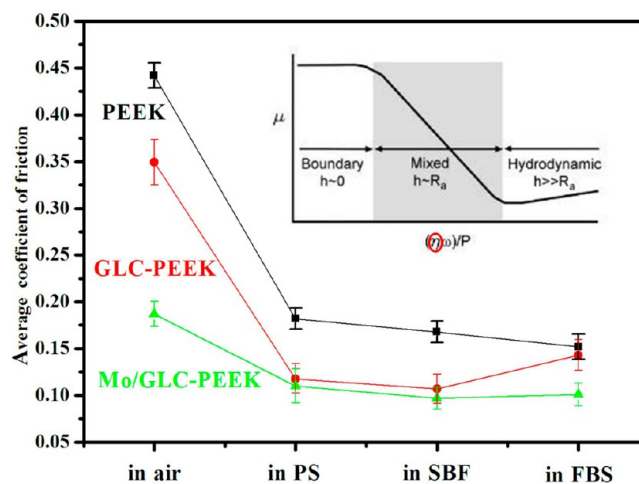 Average coefficient of friction
0.50
0.45
0.40
0.35
0.30
0.25
0.20
0.15
0.10
0.05
PEEK
GLC-PEEK
Mo/GLC-PEEK
μ
Boundary
h~0
Mixed
h~Rₐ
Hydrodynamic
h>>Rₐ
(ηω)/P
in air
in PS
in SBF
in FBS